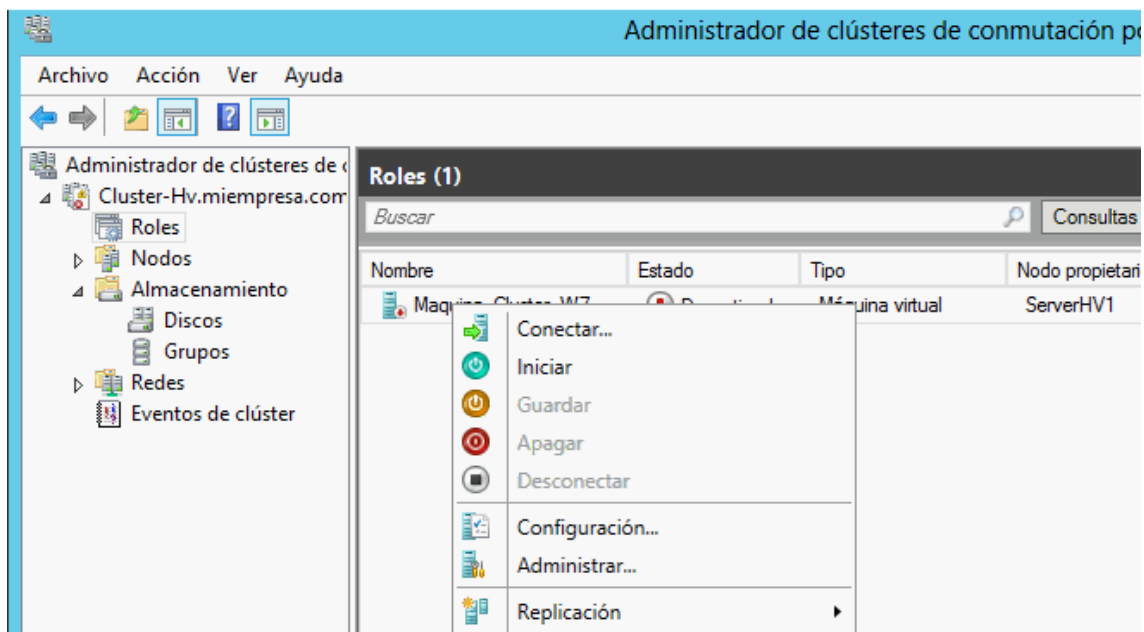 Administrador de clústeres de conmutación po
Archivo Acción Ver Ayuda
Administrador de clústeres de c
Cluster-Hv.miempresa.com
Roles
Nodos
Almacenamiento
Discos
Grupos
Redes
Eventos de clúster
Roles (1)
Buscar
Consultas
Nombre Estado Tipo Nodo propietari
Máquina virtual ServerHV1
Conectar...
Iniciar
Guardar
Apagar
Desconectar
Configuración...
Administrar...
Replicación